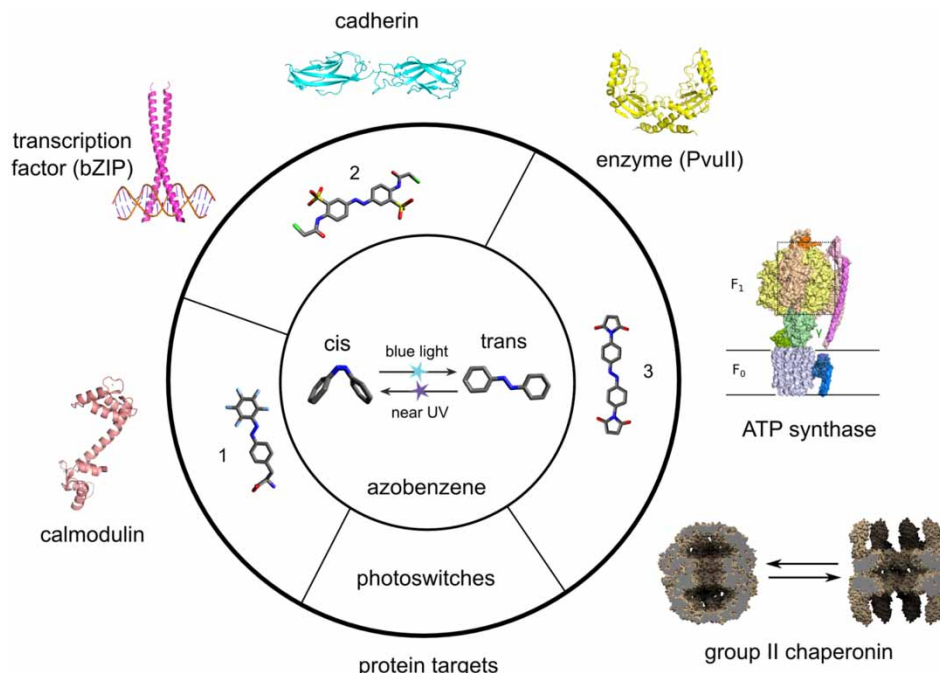 cadherin
transcription
factor (bZIP)
enzyme (PvuII)
2
F1
γ
F0
ATP synthase
cis
blue light
trans
near UV
3
1
azobenzene
calmodulin
photoswitches
group II chaperonin
protein targets